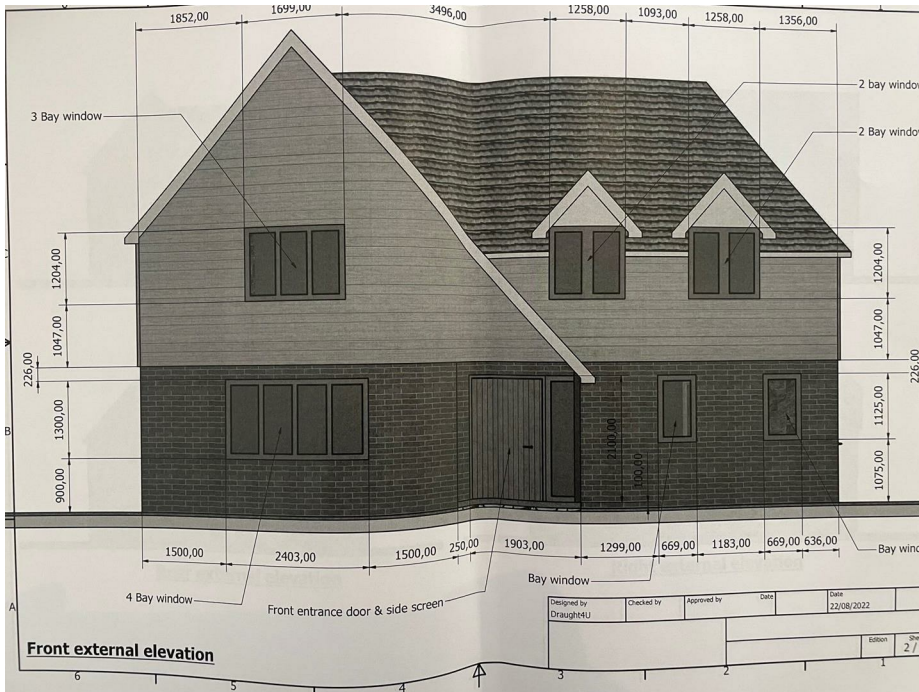 1852,00
1699,00
3496,00
1258,00
1093,00
1258,00
1356,00
3 Bay window
2 bay
2 Bay
1204,00
1047,00
226,00
1300,00
900,00
1204,00
1047,00
226,00
1125,00
1075,00
2100,00
100,00
1500,00
2403,00
1500,00
250,00
1903,00
1299,00
669,00
1183,00
669,00
636,00
4 Bay window
Front entrance door & side screen
Bay window
Bay
Front external elevation
Designed by
Draught4U
Checked by
Approved by
Date
Date
22/08/2022
Edition
2 /
C
B
A
6
5
4
3
2
1